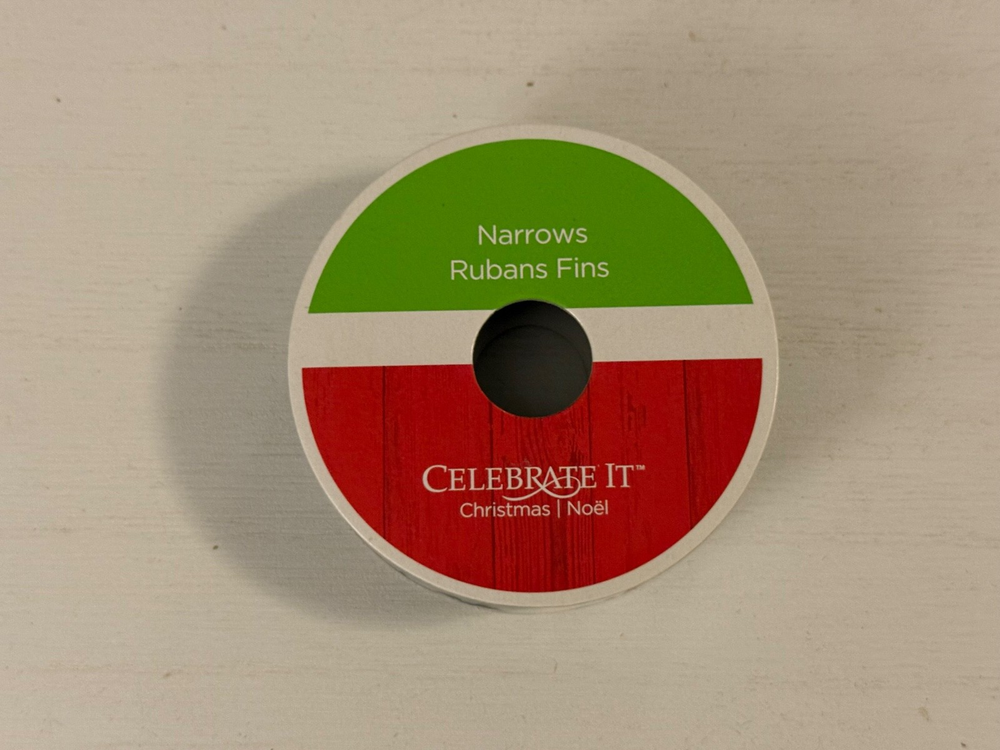 Narrows
Rubans Fins
CELEBRATE IT™
Christmas | Noël